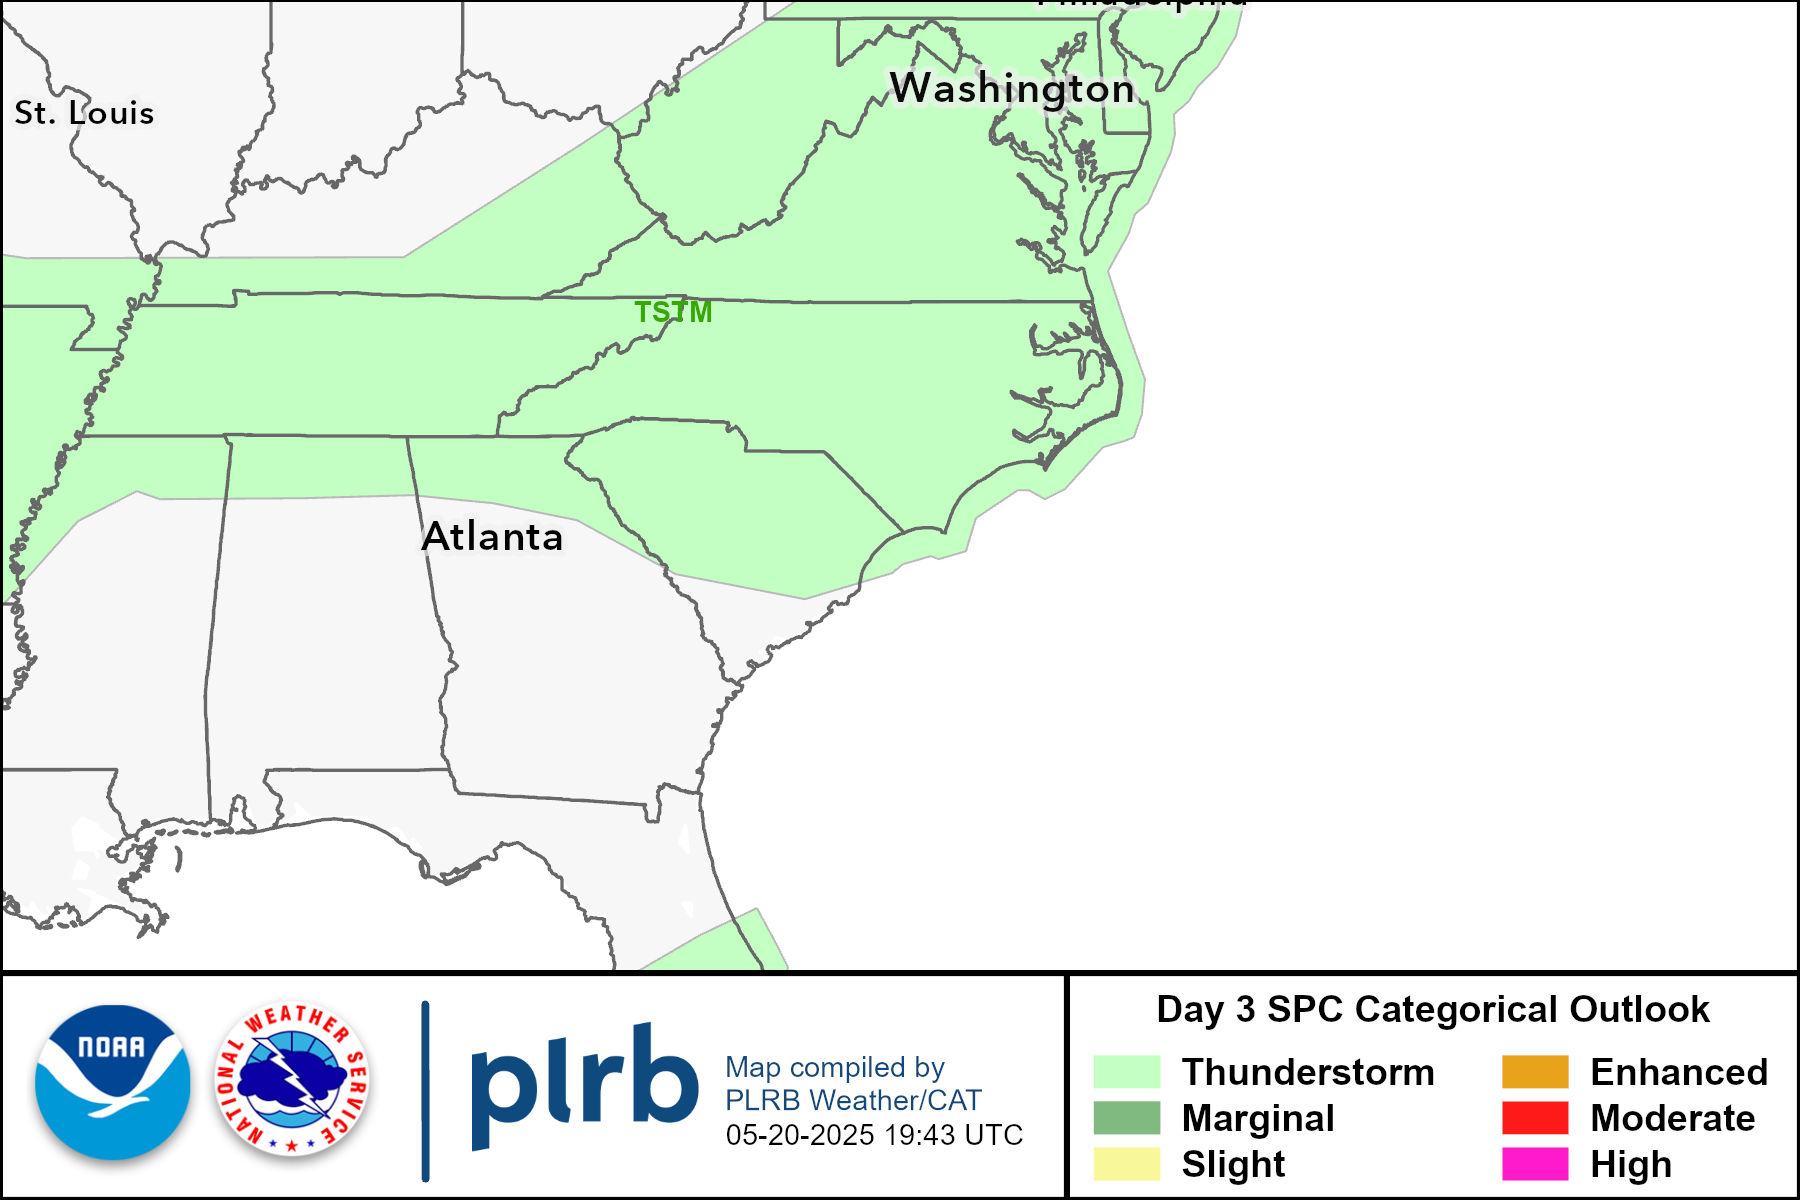 Philadelphia
Washington
St. Louis
TSTM
Atlanta
NOAA
NATIONAL WEATHER SERVICE
plrb
Map compiled by
PLRB Weather/CAT
05-20-2025 19:43 UTC
Day 3 SPC Categorical Outlook
Thunderstorm
Marginal
Slight
Enhanced
Moderate
High